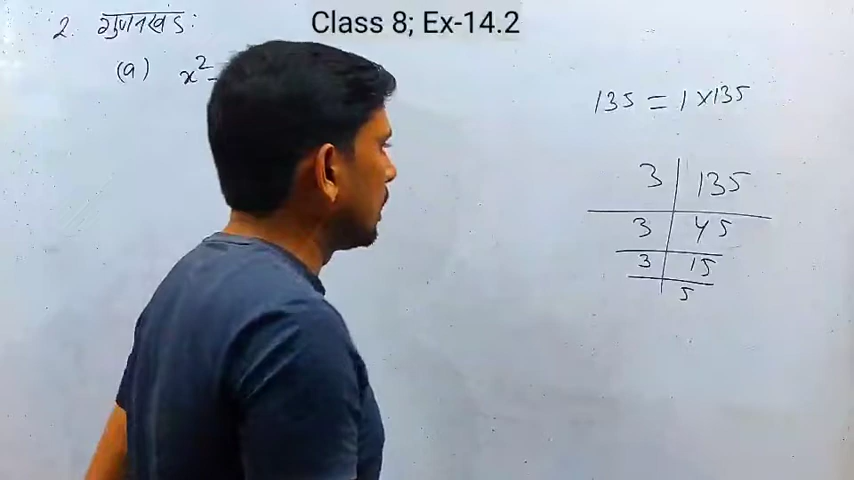 Class 8; Ex-14.2
2. गुणनखंड:
(a) x² -
135 = 1 × 135
3 | 135
3 | 45
3 | 15
5